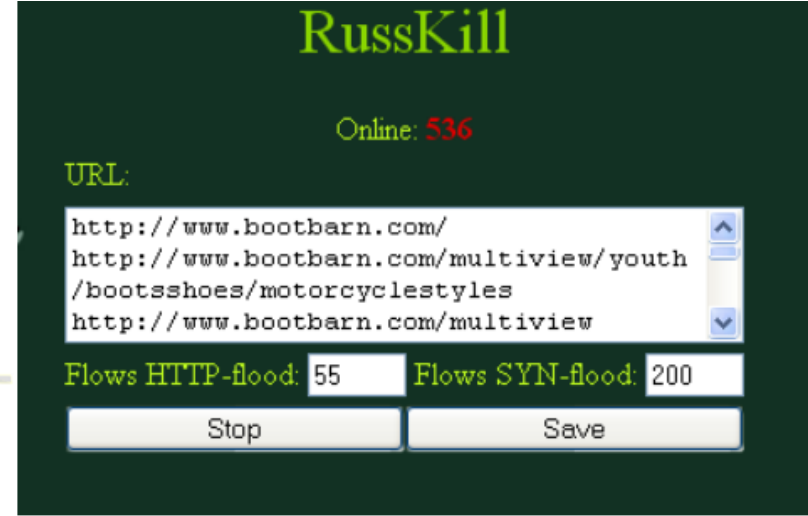 RussKill
Online: 536
URL:
http://www.bootbarn.com/
http://www.bootbarn.com/multiview/youth
/bootsshoes/motorcyclestyles
http://www.bootbarn.com/multiview
Flows HTTP-flood: 55 Flows SYN-flood: 200
Stop Save